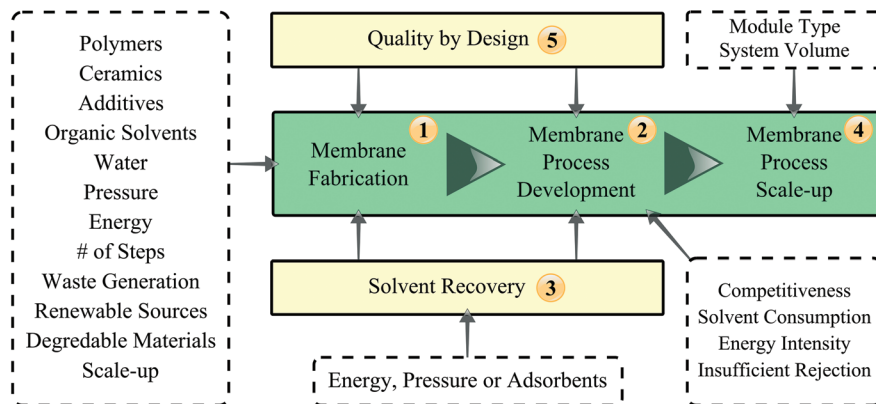 Polymers
Ceramics
Additives
Organic Solvents
Water
Pressure
Energy
# of Steps
Waste Generation
Renewable Sources
Degredable Materials
Scale-up
Quality by Design 5
Module Type
System Volume
1
Membrane
Fabrication
2
Membrane
Process
Development
4
Membrane
Process
Scale-up
Solvent Recovery 3
Energy, Pressure or Adsorbents
Competitiveness
Solvent Consumption
Energy Intensity
Insufficient Rejection